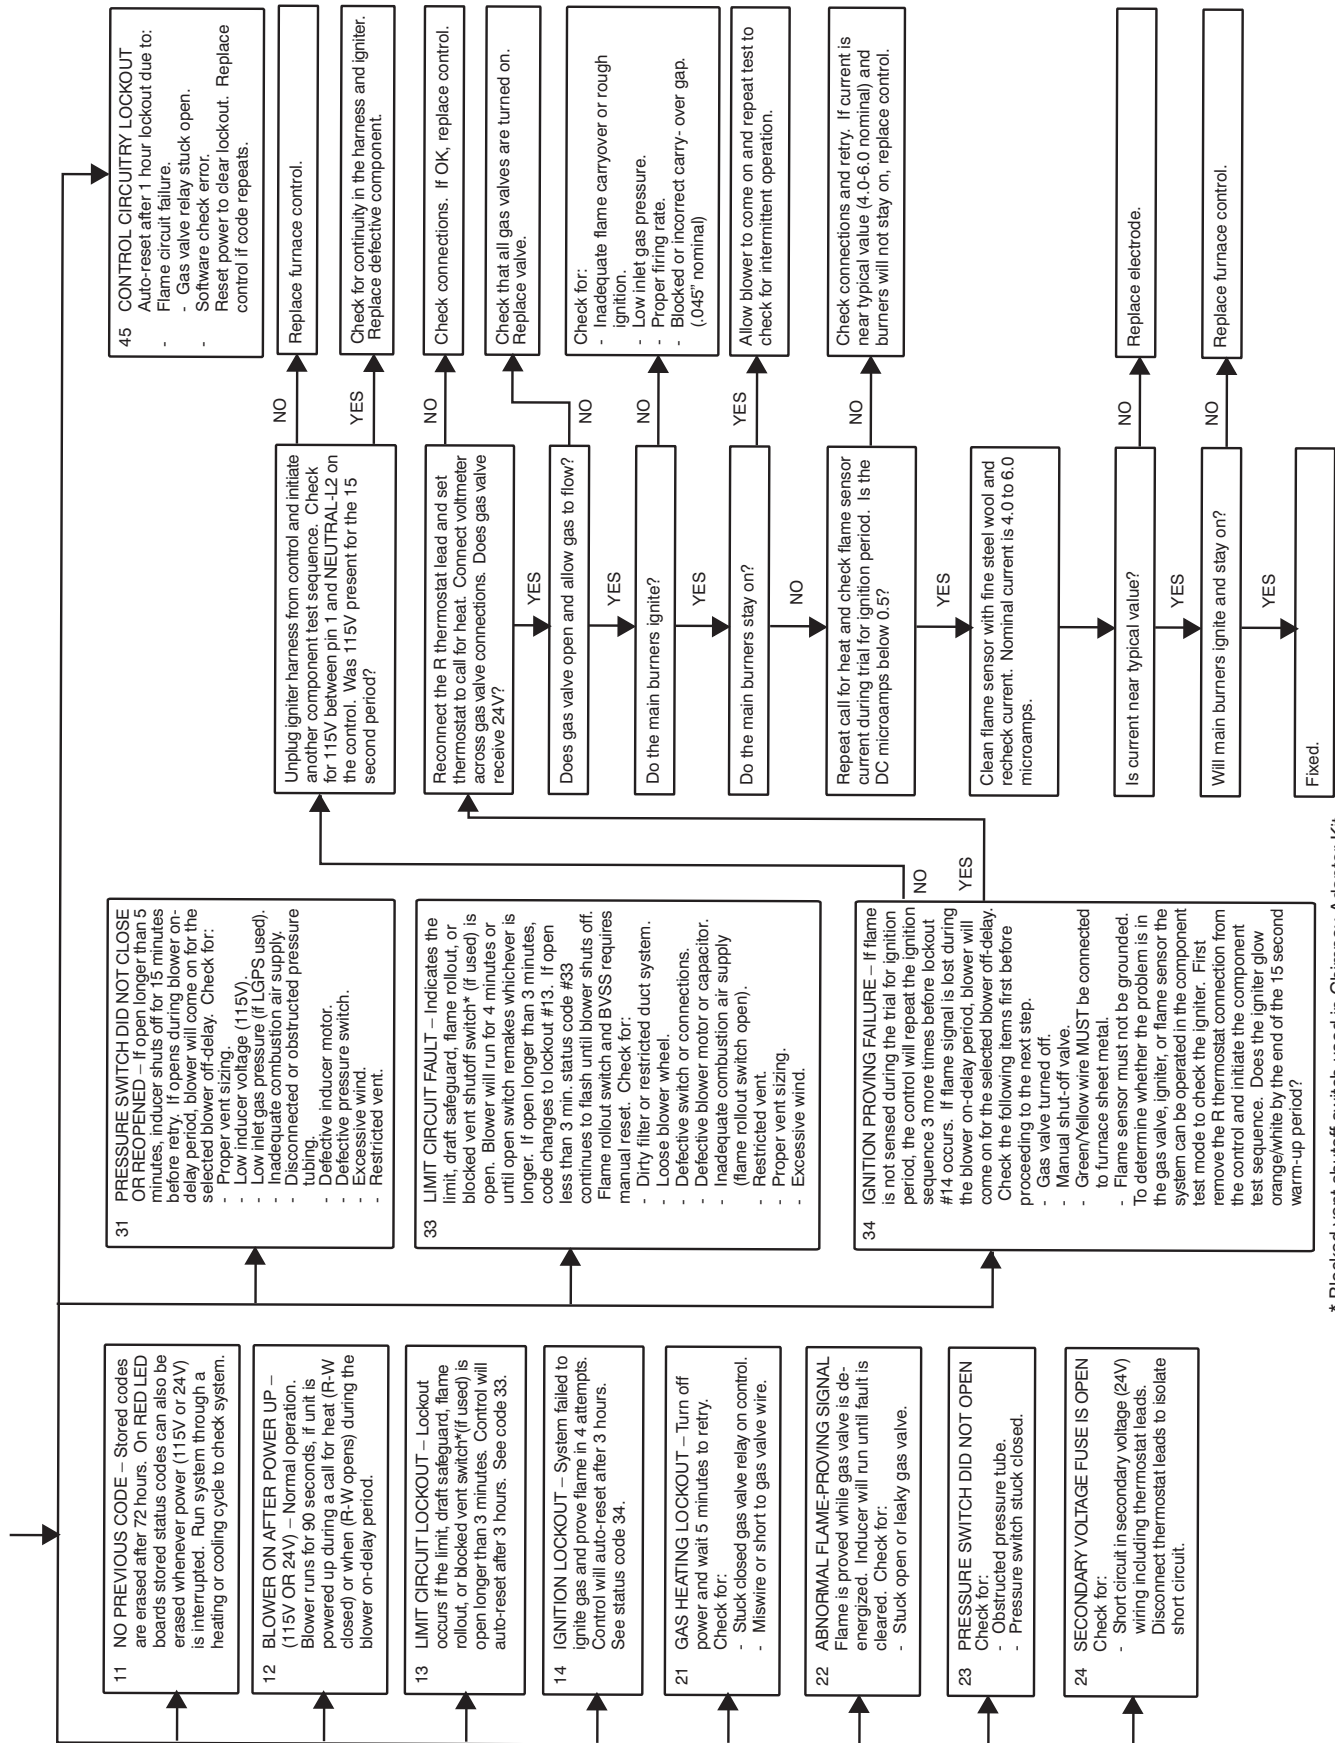 11 NO PREVIOUS CODE – Stored codes
are erased after 72 hours. On RED LED
boards stored status codes can also be
erased whenever power (115V or 24V)
is interrupted. Run system through a
heating or cooling cycle to check system.
12 BLOWER ON AFTER POWER UP –
(115V OR 24V) – Normal operation.
Blower runs for 90 seconds, if unit is
powered up during a call for heat (R-W
closed) or when (R-W opens) during the
blower on-delay period.
13 LIMIT CIRCUIT LOCKOUT – Lockout
occurs if the limit, draft safeguard, flame
rollout, or blocked vent switch*(if used) is
open longer than 3 minutes. Control will
auto-reset after 3 hours. See code 33.
14 IGNITION LOCKOUT – System failed to
ignite gas and prove flame in 4 attempts.
Control will auto-reset after 3 hours.
See status code 34.
21 GAS HEATING LOCKOUT – Turn off
power and wait 5 minutes to retry.
Check for:
- Stuck closed gas valve relay on control.
- Miswire or short to gas valve wire.
22 ABNORMAL FLAME-PROVING SIGNAL
Flame is proved while gas valve is de-
energized. Inducer will run until fault is
cleared. Check for:
- Stuck open or leaky gas valve.
23 PRESSURE SWITCH DID NOT OPEN
Check for:
- Obstructed pressure tube.
- Pressure switch stuck closed.
24 SECONDARY VOLTAGE FUSE IS OPEN
Check for:
- Short circuit in secondary voltage (24V)
wiring including thermostat leads.
Disconnect thermostat leads to isolate
short circuit.
31 PRESSURE SWITCH DID NOT CLOSE
OR REOPENED – If open longer than 5
minutes, inducer shuts off for 15 minutes
before retry. If opens during blower on-
delay period, blower will come on for the
selected blower off-delay. Check for:
- Proper vent sizing.
- Low inducer voltage (115V).
- Low inlet gas pressure (if LGPS used).
- Inadequate combustion air supply.
- Disconnected or obstructed pressure
tubing.
- Defective inducer motor.
- Defective pressure switch.
- Excessive wind.
- Restricted vent.
33 LIMIT CIRCUIT FAULT – Indicates the
limit, draft safeguard, flame rollout, or
blocked vent shutoff switch* (if used) is
open. Blower will run for 4 minutes or
until open switch remakes whichever is
longer. If open longer than 3 minutes,
code changes to lockout #13. If open
less than 3 min. status code #33
continues to flash until blower shuts off.
Flame rollout switch and BVSS requires
manual reset. Check for:
- Dirty filter or restricted duct system.
- Loose blower wheel.
- Defective switch or connections.
- Defective blower motor or capacitor.
- Inadequate combustion air supply
(flame rollout switch open).
- Restricted vent.
- Proper vent sizing.
- Excessive wind.
34 IGNITION PROVING FAILURE – If flame
is not sensed during the trial for ignition
period, the control will repeat the ignition
sequence 3 more times before lockout
#14 occurs. If flame signal is lost during
the blower on-delay period, blower will
come on for the selected blower off-delay.
Check the following items first before
proceeding to the next step.
- Gas valve turned off.
- Manual shut-off valve.
- Green/Yellow wire MUST be connected
to furnace sheet metal.
- Flame sensor must not be grounded.
To determine whether the problem is in
the gas valve, igniter, or flame sensor the
system can be operated in the component
test mode to check the igniter. First
remove the R thermostat connection from
the control and initiate the component
test sequence. Does the igniter glow
orange/white by the end of the 15 second
warm-up period?
NO
YES
45 CONTROL CIRCUITRY LOCKOUT
Auto-reset after 1 hour lockout due to:
- Flame circuit failure.
- Gas valve relay stuck open.
- Software check error.
Reset power to clear lockout. Replace
control if code repeats.
Unplug igniter harness from control and initiate
another component test sequence. Check
for 115V between pin 1 and NEUTRAL-L2 on
the control. Was 115V present for the 15
second period?
NO
Replace furnace control.
YES
Check for continuity in the harness and igniter.
Replace defective component.
Reconnect the R thermostat lead and set
thermostat to call for heat. Connect voltmeter
across gas valve connections. Does gas valve
receive 24V?
NO
Check connections. If OK, replace control.
YES
Does gas valve open and allow gas to flow?
NO
Check that all gas valves are turned on.
Replace valve.
YES
Do the main burners ignite?
NO
Check for:
- Inadequate flame carryover or rough
ignition.
- Low inlet gas pressure.
- Proper firing rate.
- Blocked or incorrect carry- over gap.
(.045" nominal)
YES
Do the main burners stay on?
YES
Allow blower to come on and repeat test to
check for intermittent operation.
NO
Repeat call for heat and check flame sensor
current during trial for ignition period. Is the
DC microamps below 0.5?
NO
Check connections and retry. If current is
near typical value (4.0-6.0 nominal) and
burners will not stay on, replace control.
YES
Clean flame sensor with fine steel wool and
recheck current. Nominal current is 4.0 to 6.0
microamps.
Is current near typical value?
NO
Replace electrode.
YES
Will main burners ignite and stay on?
NO
Replace furnace control.
YES
Fixed.